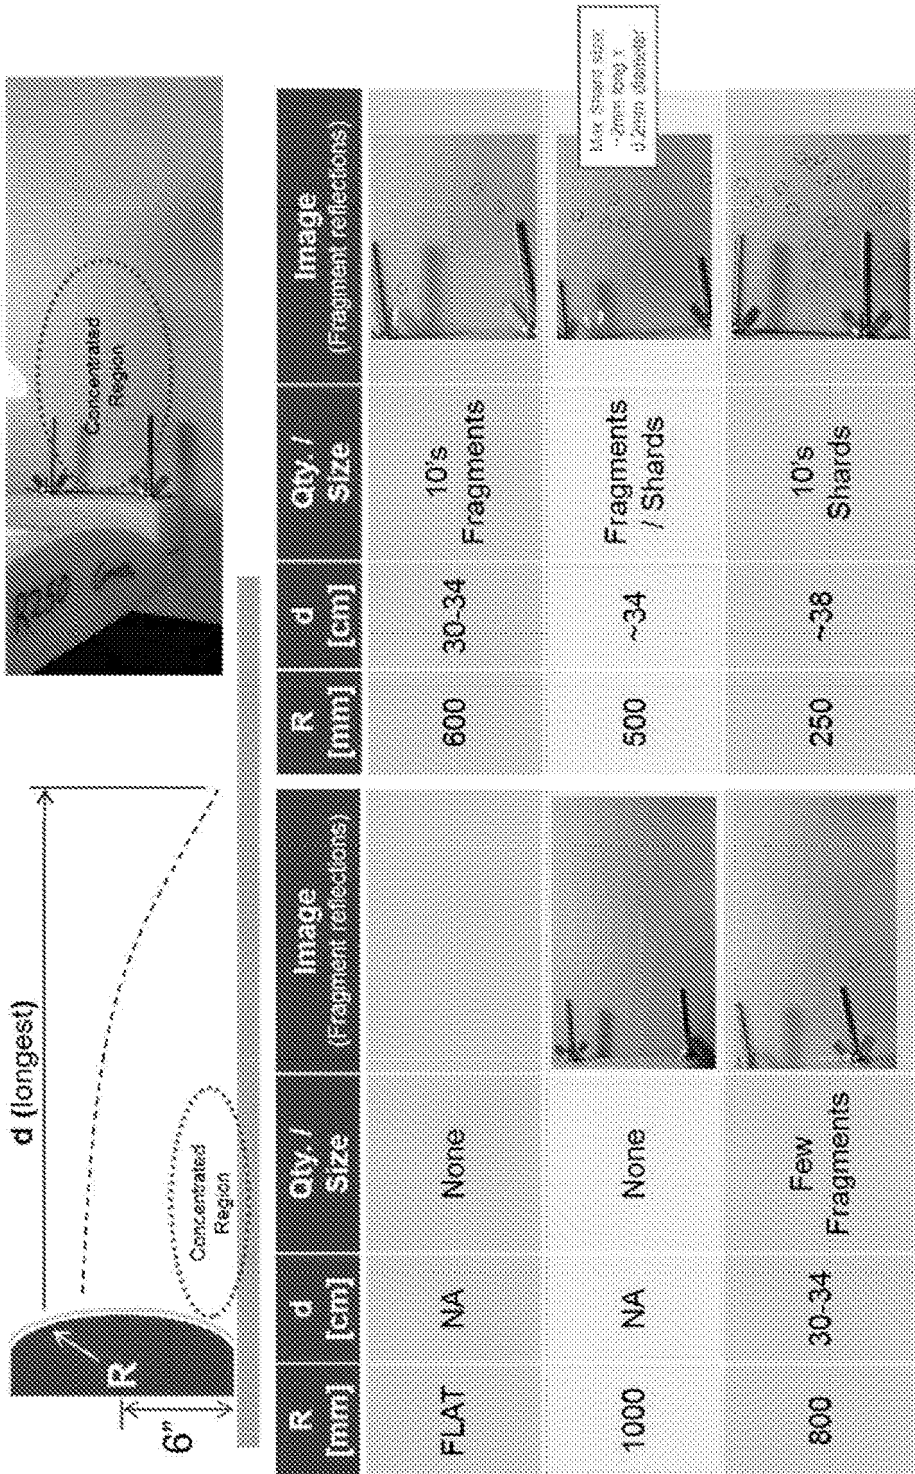 d (longest)
R
6"
Concentrated
Region
Concentrated
Region
R
[mm]
d
[cm]
Qty. /
Size
Image
(Fragment reflections)
FLAT
NA
None
1000
NA
None
800
30-34
Few
Fragments
R
[mm]
d
[cm]
Qty. /
Size
Image
(Fragment reflections)
600
30-34
10's
Fragments
500
~34
Fragments
/ Shards
250
~38
10's
Shards
Max Shard size:
~2mm long x
0.2mm diameter